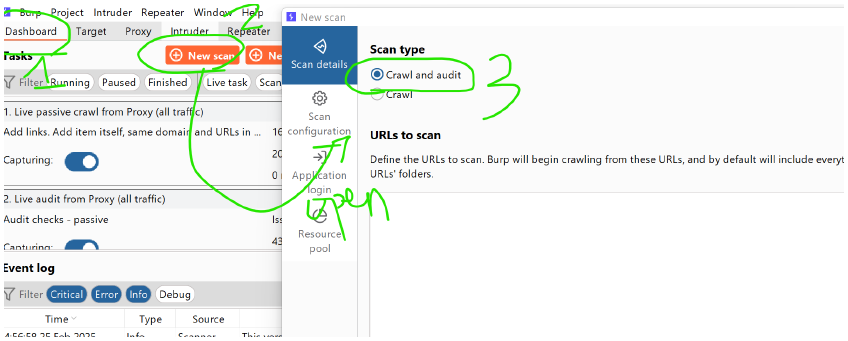 Burp Project Intruder Repeater Window Help
2
Dashboard Target Proxy Intruder Repeater
1
Tasks
New scan
Ne
Filter Running Paused Finished Live task Scan
1. Live passive crawl from Proxy (all traffic)
Add links. Add item itself, same domain and URLs in ...
16
Capturing:
20
0
2. Live audit from Proxy (all traffic)
Audit checks - passive
Iss
Capturing:
43
Event log
Filter Critical Error Info Debug
Time Type Source
4:56:58 25 Feb 2025 Info Scanner This vers
New scan
Scan details
Scan configuration
Application login
open
Resource pool
Scan type
Crawl and audit
3
Crawl
URLs to scan
Define the URLs to scan. Burp will begin crawling from these URLs, and by default will include everyt
URLs' folders.